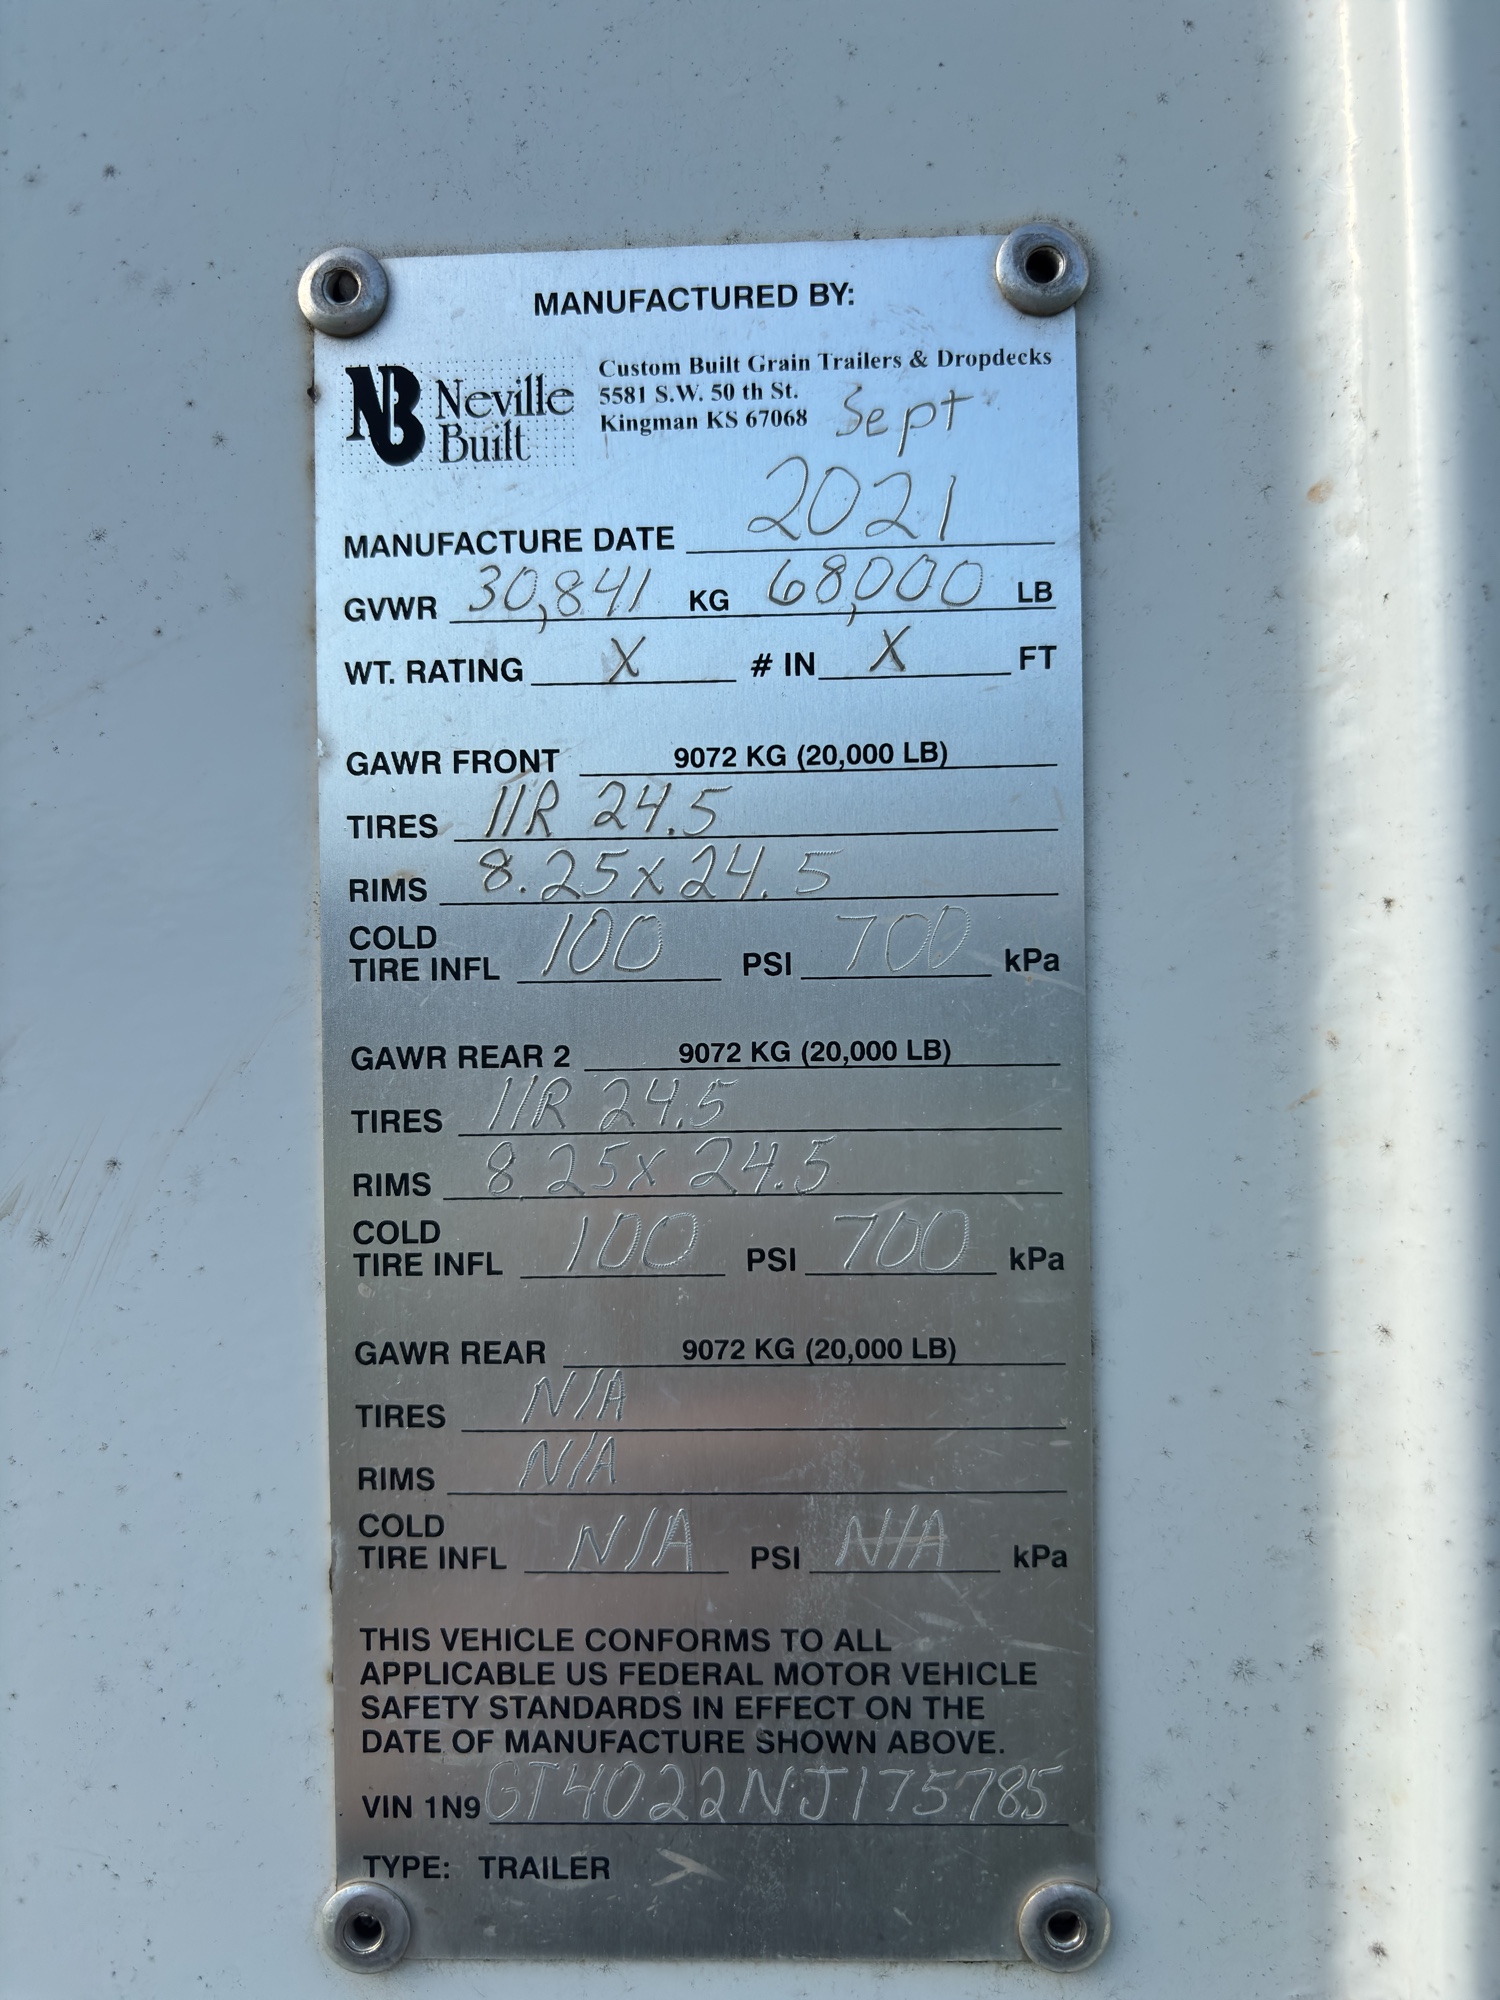 MANUFACTURED BY:
NB Neville Built
Custom Built Grain Trailers & Dropdecks
5581 S.W. 50 th St.
Kingman KS 67068 Sept
MANUFACTURE DATE 2021
GVWR 30,841 KG 68,000 LB
WT. RATING X # IN X FT
GAWR FRONT 9072 KG (20,000 LB)
TIRES 11R 24.5
RIMS 8.25x24.5
COLD
TIRE INFL 100 PSI 700 kPa
GAWR REAR 2 9072 KG (20,000 LB)
TIRES 11R 24.5
RIMS 8 25x 24.5
COLD
TIRE INFL 100 PSI 700 kPa
GAWR REAR 9072 KG (20,000 LB)
TIRES N/A
RIMS N/A
COLD
TIRE INFL N/A PSI N/A kPa
THIS VEHICLE CONFORMS TO ALL
APPLICABLE US FEDERAL MOTOR VEHICLE
SAFETY STANDARDS IN EFFECT ON THE
DATE OF MANUFACTURE SHOWN ABOVE.
VIN 1N9GT4022NJ175785
TYPE: TRAILER